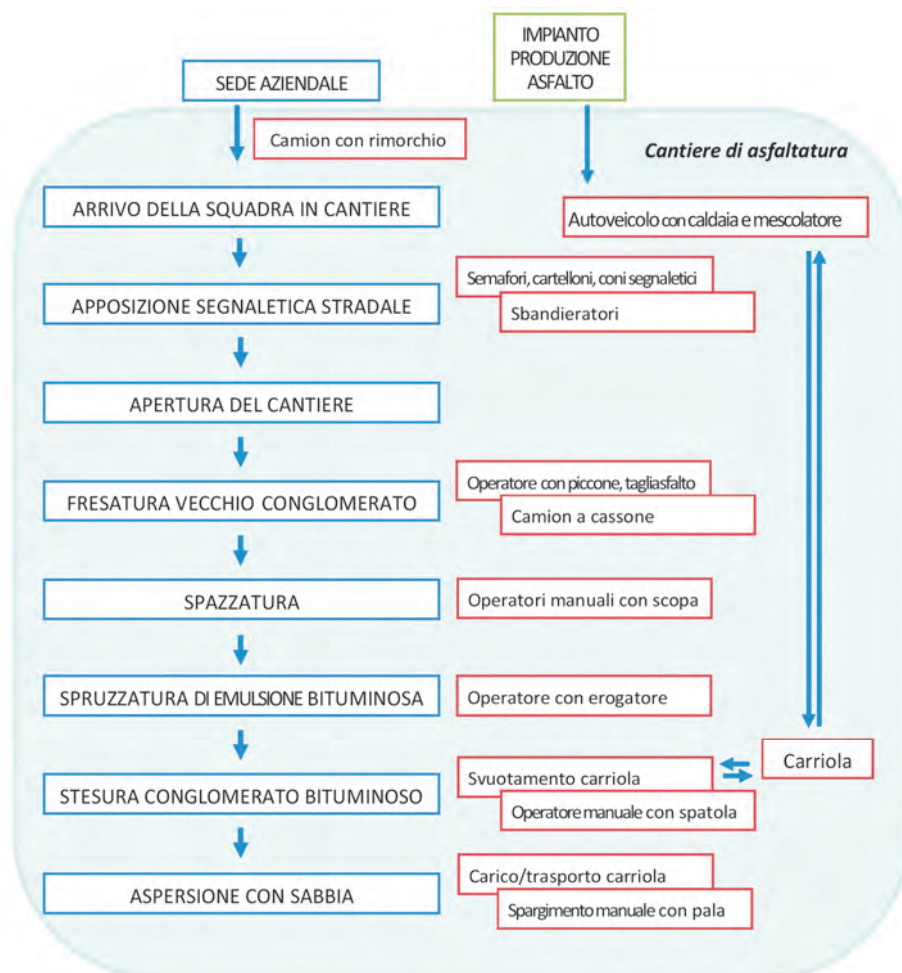 IMPIANTO
PRODUZIONE
ASFALTO
SEDE AZIENDALE
Camion con rimorchio
Cantiere di asfaltatura
ARRIVO DELLA SQUADRA IN CANTIERE
Autoveicolo con caldaia e mescolatore
Semafori, cartelloni, coni segnaletici
APPOSIZIONE SEGNALETICA STRADALE
Sbandieratori
APERTURA DEL CANTIERE
Operatore con piccone, tagliasfalto
FRESATURA VECCHIO CONGLOMERATO
Camion a cassone
SPAZZATURA
Operatori manuali con scopa
SPRUZZATURA DI EMULSIONE BITUMINOSA
Operatore con erogatore
Carriola
Svuotamento carriola
STESURA CONGLOMERATO BITUMINOSO
Operatore manuale con spatola
Carico/trasporto carriola
ASPERSIONE CON SABBIA
Spargimento manuale con pala